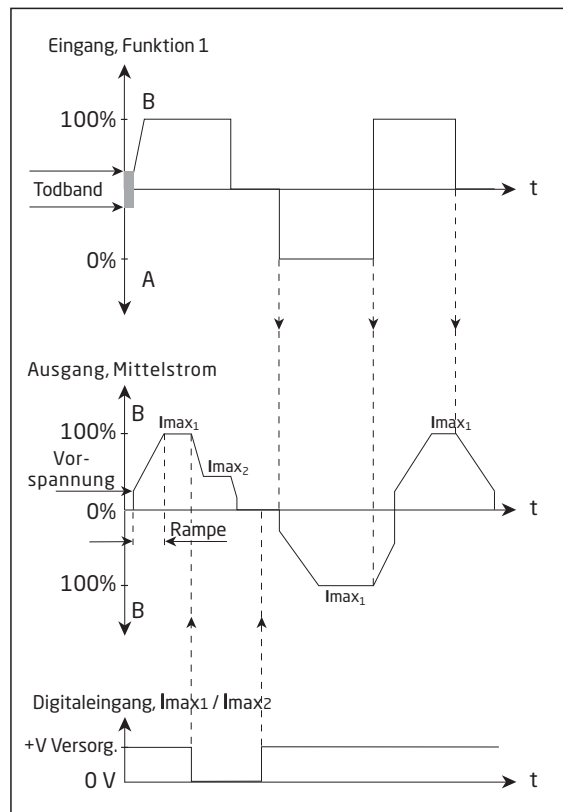 Eingang, Funktion 1
B
100%
Todband
t
0%
A
Ausgang, Mittelstrom
B
Imax1
Imax1
100%
Vor-
spannung
Imax2
0%
t
Rampe
100%
Imax1
B
Digitaleingang, Imax1 / Imax2
+V Versorg.
0 V
t